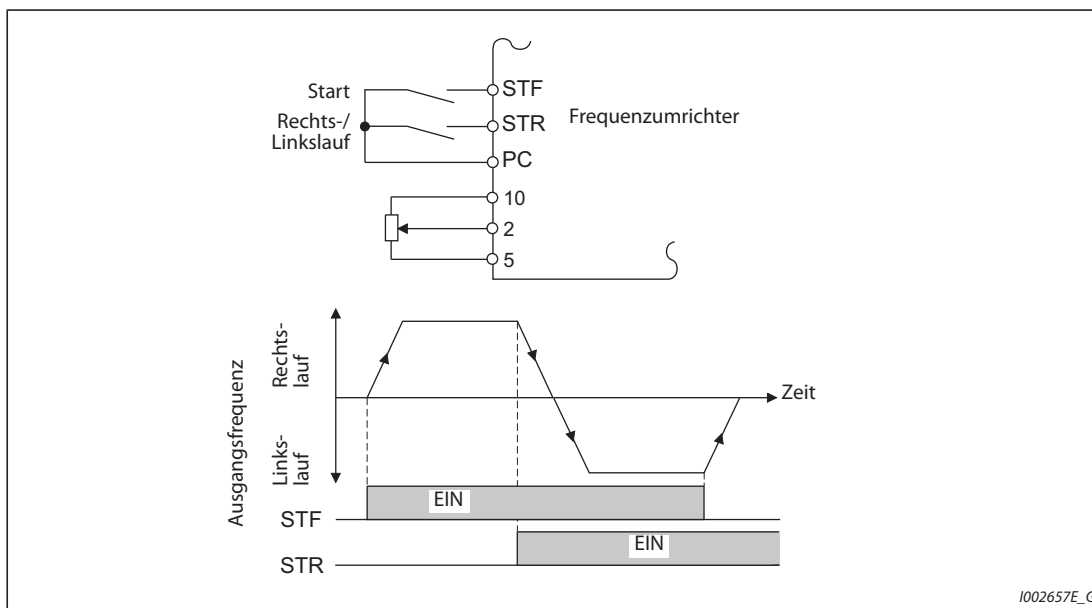 Start
STF
Rechts-/
Linkslauf
STR
Frequenzumrichter
PC
10
2
5
Ausgangsfrequenz
Rechts-
lauf
Links-
lauf
Zeit
EIN
STF
EIN
STR
I002657E_G